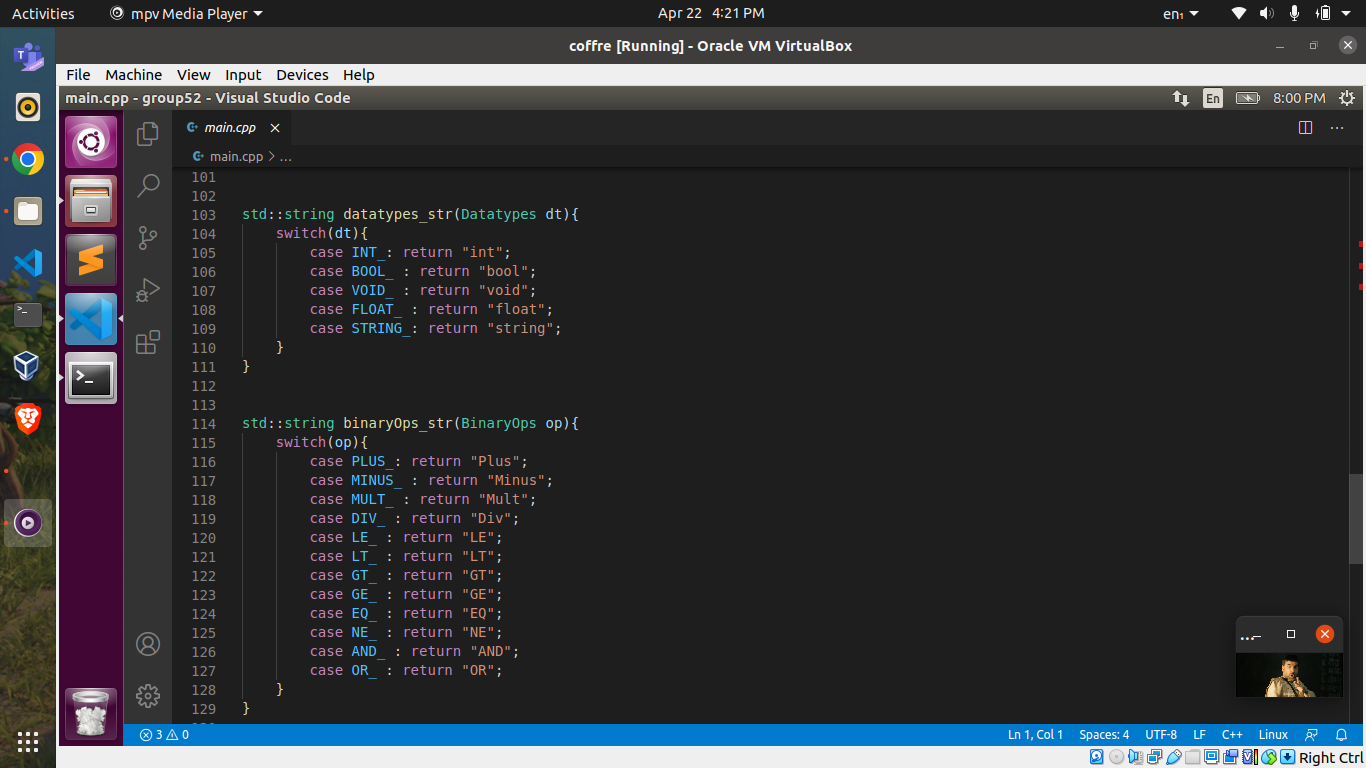 Activities mpv Media Player Apr 22 4:21 PM en₁
coffre [Running] - Oracle VM VirtualBox
File Machine View Input Devices Help
main.cpp - group52 - Visual Studio Code En 8:00 PM
main.cpp
main.cpp > ...
101
102
103 std::string datatypes_str(Datatypes dt){
104 switch(dt){
105 case INT_: return "int";
106 case BOOL_ : return "bool";
107 case VOID_ : return "void";
108 case FLOAT_ : return "float";
109 case STRING_: return "string";
110 }
111 }
112
113
114 std::string binaryOps_str(BinaryOps op){
115 switch(op){
116 case PLUS_: return "Plus";
117 case MINUS_ : return "Minus";
118 case MULT_ : return "Mult";
119 case DIV_ : return "Div";
120 case LE_ : return "LE";
121 case LT_ : return "LT";
122 case GT_ : return "GT";
123 case GE_ : return "GE";
124 case EQ_ : return "EQ";
125 case NE_ : return "NE";
126 case AND_ : return "AND";
127 case OR_ : return "OR";
128 }
129 }
3 0 Ln 1, Col 1 Spaces: 4 UTF-8 LF C++ Linux
Right Ctrl